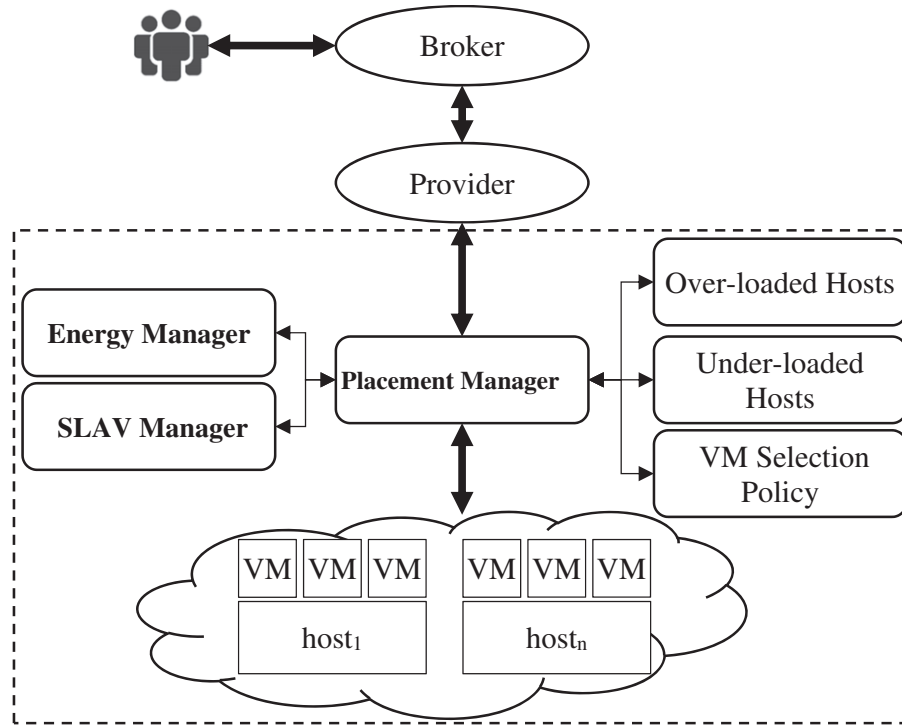 Broker
Provider
Energy Manager
SLAV Manager
Placement Manager
Over-loaded Hosts
Under-loaded
Hosts
VM Selection
Policy
VM VM VM
host₁
VM VM VM
hostₙ